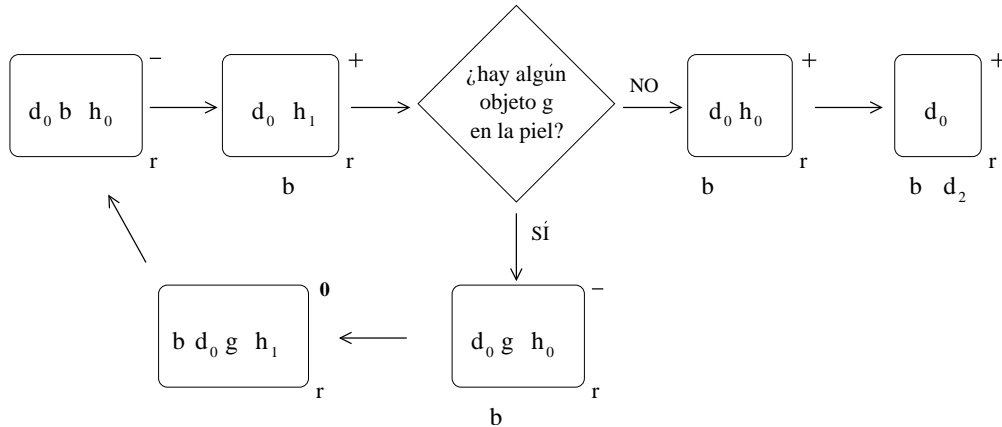 −
d₀ b h₀
r
+
d₀ h₁
r
b
¿hay algún
objeto g
en la piel?
NO
+
d₀ h₀
r
b
+
d₀
r
b d₂
SÍ
0
b d₀ g h₁
r
−
d₀ g h₀
r
b